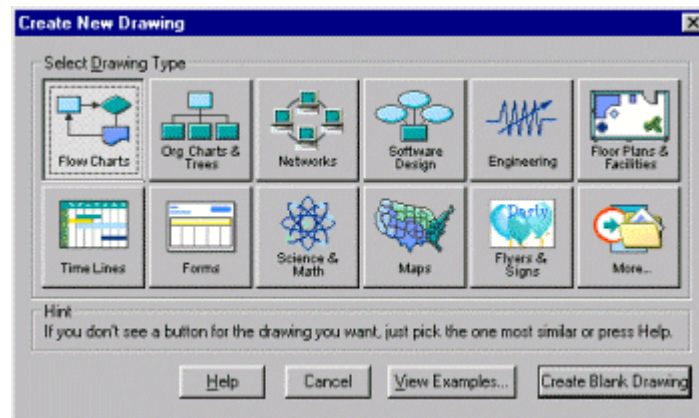 Create New Drawing
Select Drawing Type
Flow Charts
Org Charts &
Trees
Networks
Software
Design
Engineering
Floor Plans &
Facilities
Time Lines
Forms
Science &
Math
Maps
Party
Flyers &
Signs
More...
Hint
If you don't see a button for the drawing you want, just pick the one most similar or press Help.
Help
Cancel
View Examples...
Create Blank Drawing